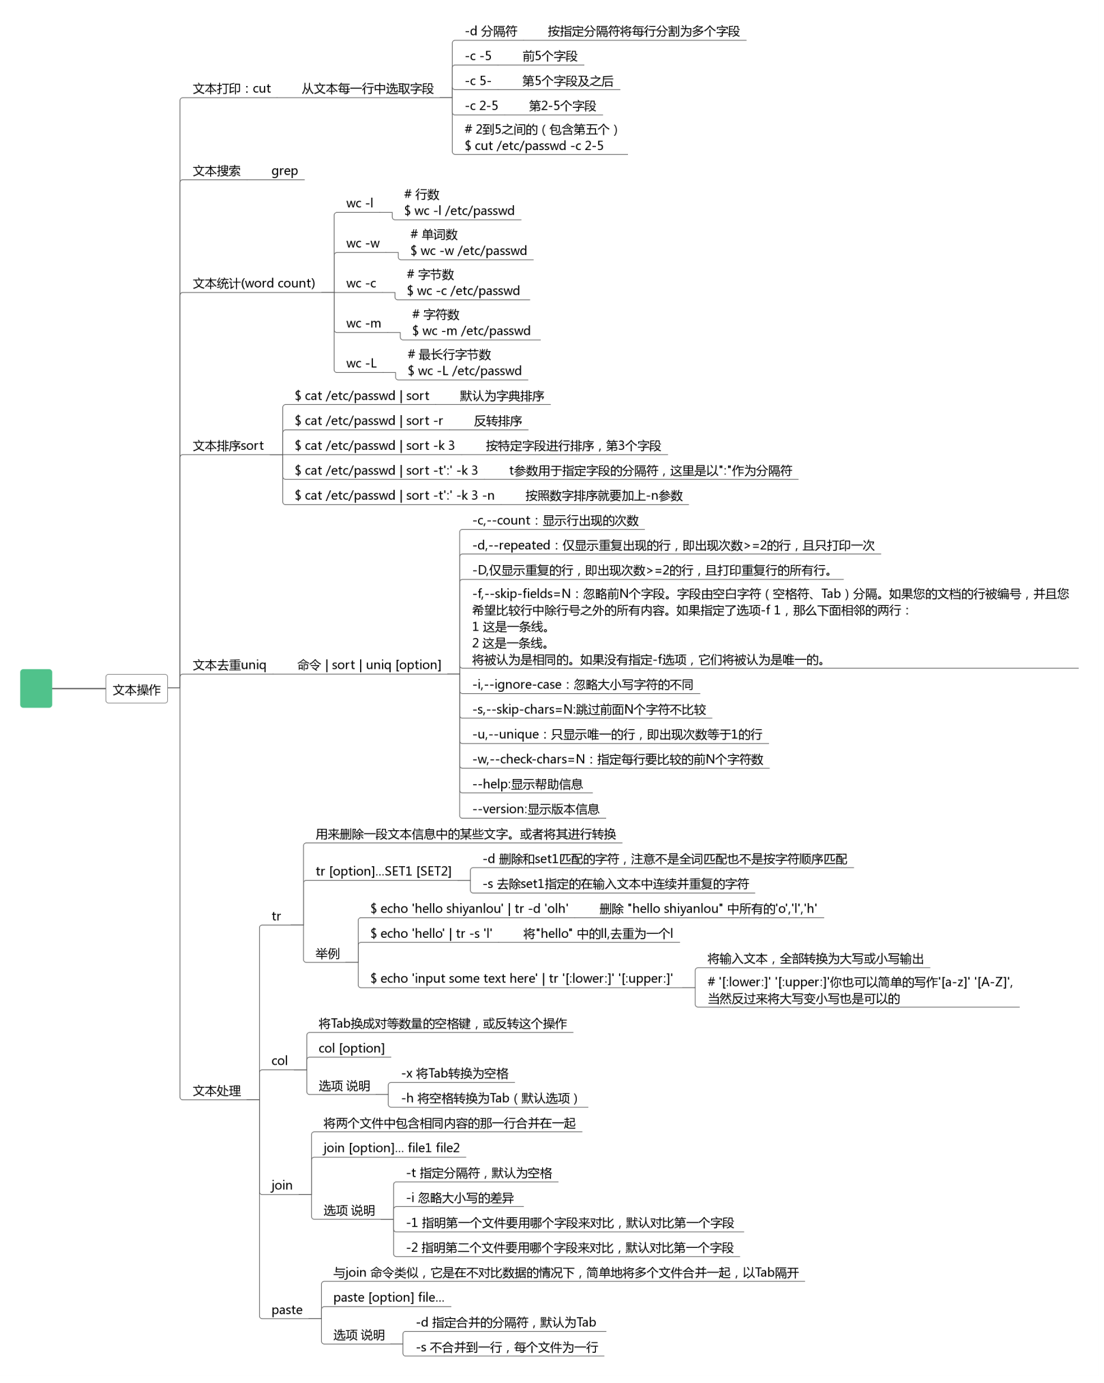 文本操作
文本打印：cut
从文本每一行中选取字段
-d 分隔符
按指定分隔符将每行分割为多个字段
-c -5
前5个字段
-c 5-
第5个字段及之后
-c 2-5
第2-5个字段
# 2到5之间的（包含第五个）
$ cut /etc/passwd -c 2-5
文本搜索
grep
文本统计(word count)
wc -l
# 行数
$ wc -l /etc/passwd
wc -w
# 单词数
$ wc -w /etc/passwd
wc -c
# 字节数
$ wc -c /etc/passwd
wc -m
# 字符数
$ wc -m /etc/passwd
wc -L
# 最长行字节数
$ wc -L /etc/passwd
文本排序sort
$ cat /etc/passwd | sort
默认为字典排序
$ cat /etc/passwd | sort -r
反转排序
$ cat /etc/passwd | sort -k 3
按特定字段进行排序，第3个字段
$ cat /etc/passwd | sort -t':' -k 3
t参数用于指定字段的分隔符，这里是以":"作为分隔符
$ cat /etc/passwd | sort -t':' -k 3 -n
按照数字排序就要加上-n参数
文本去重uniq
命令 | sort | uniq [option]
-c,--count：显示行出现的次数
-d,--repeated：仅显示重复出现的行，即出现次数>=2的行，且只打印一次
-D,仅显示重复的行，即出现次数>=2的行，且打印重复行的所有行。
-f,--skip-fields=N：忽略前N个字段。字段由空白字符（空格符、Tab）分隔。如果您的文档的行被编号，并且您
希望比较行中除行号之外的所有内容。如果指定了选项-f 1，那么下面相邻的两行：
1 这是一条线。
2 这是一条线。
将被认为是相同的。如果没有指定-f选项，它们将被认为是唯一的。
-i,--ignore-case：忽略大小写字符的不同
-s,--skip-chars=N:跳过前面N个字符不比较
-u,--unique：只显示唯一的行，即出现次数等于1的行
-w,--check-chars=N：指定每行要比较的前N个字符数
--help:显示帮助信息
--version:显示版本信息
文本处理
tr
用来删除一段文本信息中的某些文字。或者将其进行转换
tr [option]...SET1 [SET2]
-d 删除和set1匹配的字符，注意不是全词匹配也不是按字符顺序匹配
-s 去除set1指定的在输入文本中连续并重复的字符
举例
$ echo 'hello shiyanlou' | tr -d 'olh'
删除 "hello shiyanlou" 中所有的'o','l','h'
$ echo 'hello' | tr -s 'l'
将"hello" 中的ll,去重为一个l
$ echo 'input some text here' | tr '[:lower:]' '[:upper:]'
将输入文本，全部转换为大写或小写输出
# '[:lower:]' '[:upper:]'你也可以简单的写作'[a-z]' '[A-Z]',
当然反过来将大写变小写也是可以的
col
将Tab换成对等数量的空格键，或反转这个操作
col [option]
选项 说明
-x 将Tab转换为空格
-h 将空格转换为Tab（默认选项）
join
将两个文件中包含相同内容的那一行合并在一起
join [option]... file1 file2
选项 说明
-t 指定分隔符，默认为空格
-i 忽略大小写的差异
-1 指明第一个文件要用哪个字段来对比，默认对比第一个字段
-2 指明第二个文件要用哪个字段来对比，默认对比第一个字段
paste
与join 命令类似，它是在不对比数据的情况下，简单地将多个文件合并一起，以Tab隔开
paste [option] file...
选项 说明
-d 指定合并的分隔符，默认为Tab
-s 不合并到一行，每个文件为一行